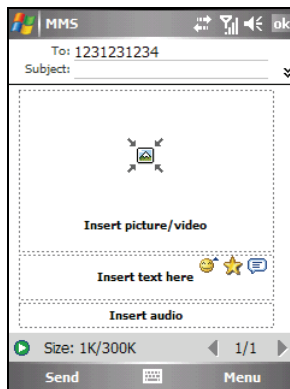 MMS ok
To: 1231231234
Subject:
Insert picture/video
Insert text here
Insert audio
Size: 1K/300K 1/1
Send Menu